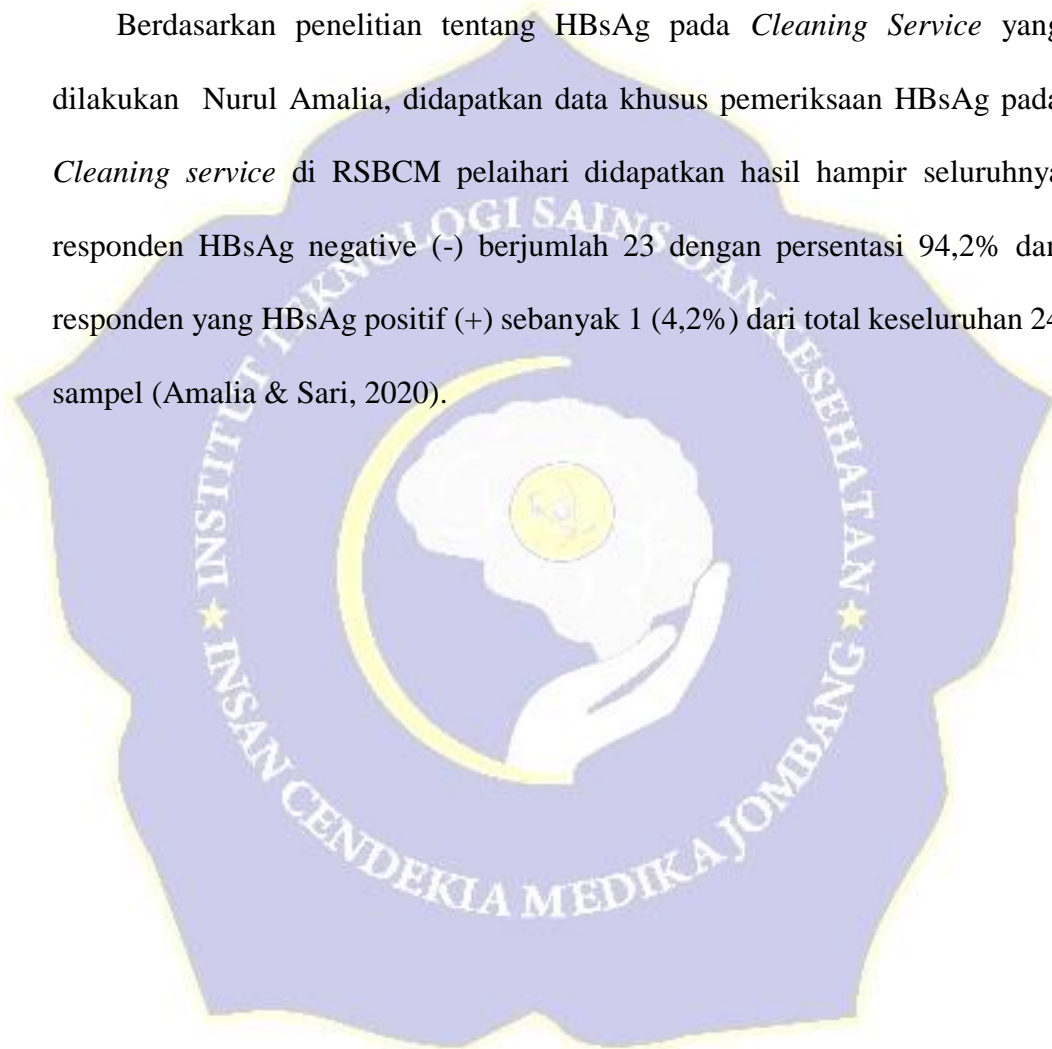 Berdasarkan penelitian tentang HBsAg pada Cleaning Service yang
dilakukan Nurul Amalia, didapatkan data khusus pemeriksaan HBsAg pada
Cleaning service di RSBCM pelaihari didapatkan hasil hampir seluruhnya
responden HBsAg negative (-) berjumlah 23 dengan persentasi 94,2% dan
responden yang HBsAg positif (+) sebanyak 1 (4,2%) dari total keseluruhan 24
sampel (Amalia & Sari, 2020).
INSTITUT TEKNOLOGI SAINS DAN KESEHATAN
INSAN CENDEKIA MEDIKA JOMBANG